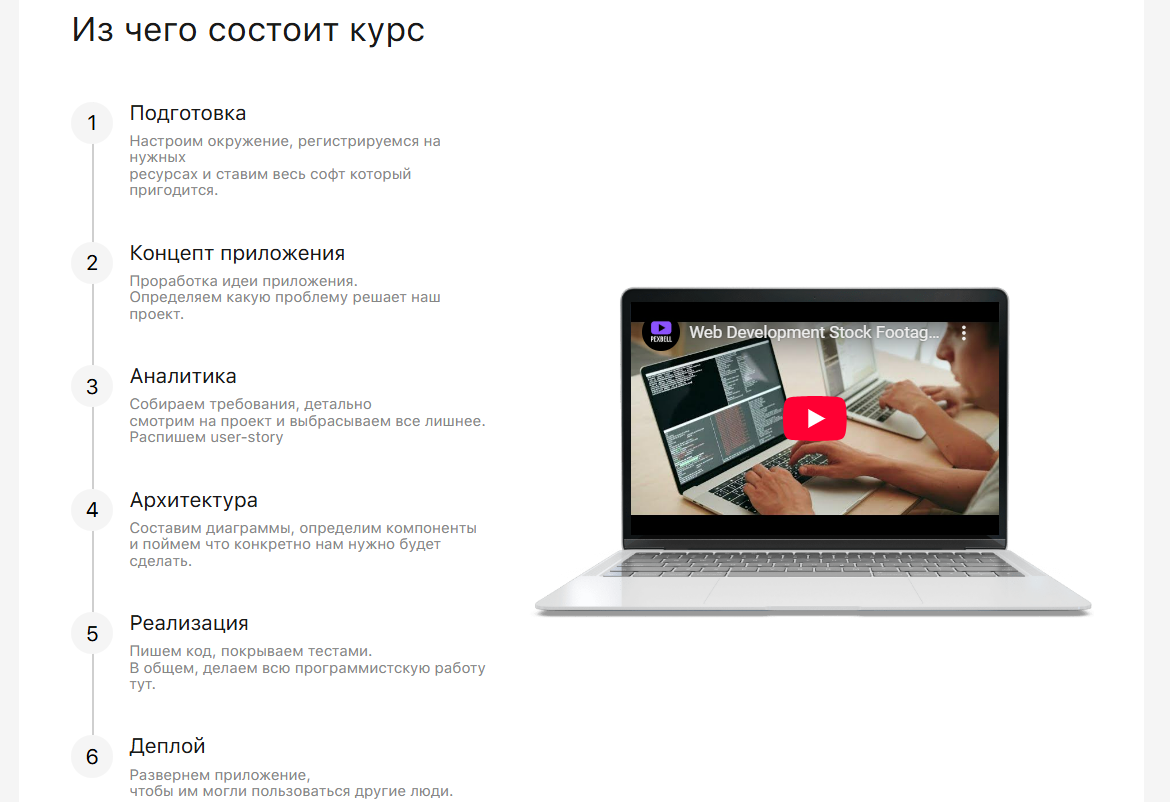 Из чего состоит курс
1
Подготовка
Настроим окружение, регистрируемся на
нужных
ресурсах и ставим весь софт который
пригодится.
2
Концепт приложения
Проработка идеи приложения.
Определяем какую проблему решает наш
проект.
3
Аналитика
Собираем требования, детально
смотрим на проект и выбрасываем все лишнее.
Распишем user-story
4
Архитектура
Составим диаграммы, определим компоненты
и поймем что конкретно нам нужно будет
сделать.
5
Реализация
Пишем код, покрываем тестами.
В общем, делаем всю программистскую работу
тут.
6
Деплой
Развернем приложение,
чтобы им могли пользоваться другие люди.
PEXBELL
Web Development Stock Footag...